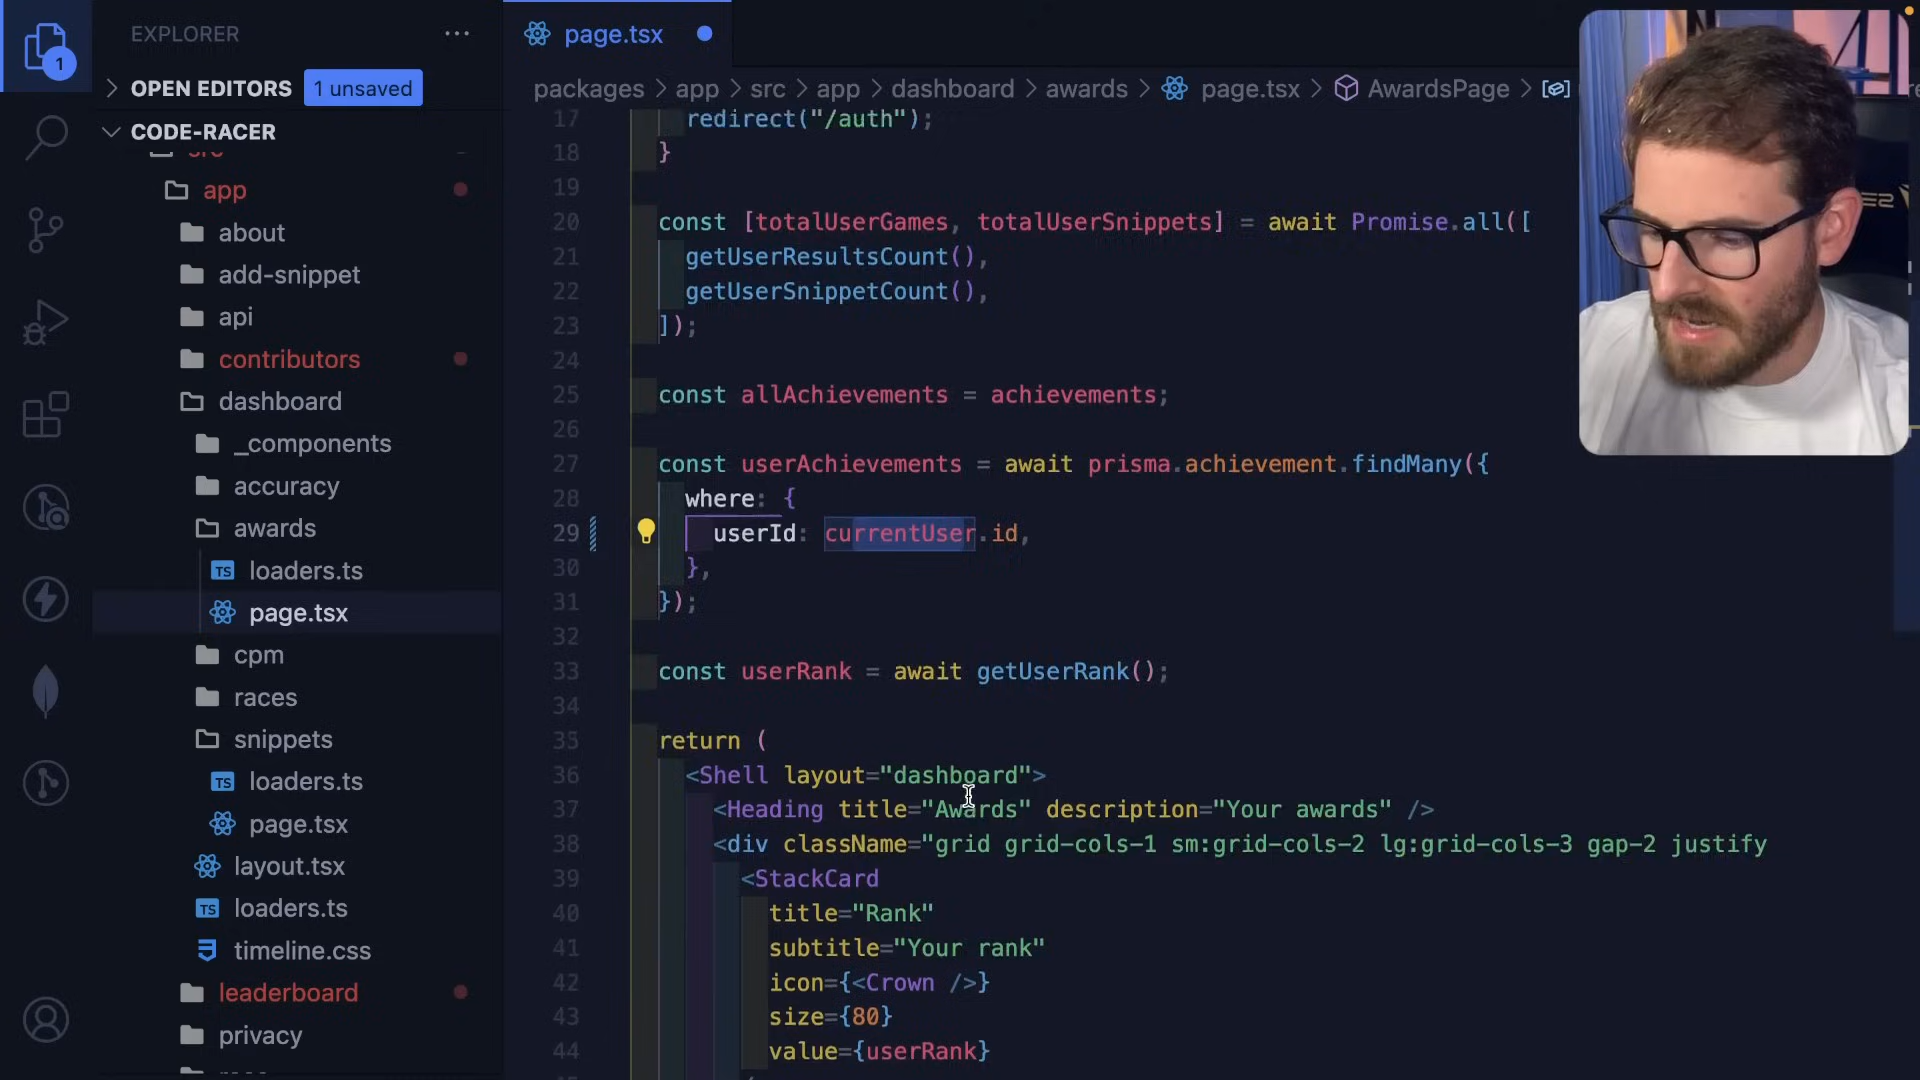 EXPLORER
...
page.tsx
1
OPEN EDITORS
1 unsaved
packages > app > src > app > dashboard > awards > page.tsx > AwardsPage >
CODE-RACER
app
about
add-snippet
api
contributors
dashboard
_components
accuracy
awards
TS loaders.ts
page.tsx
cpm
races
snippets
TS loaders.ts
page.tsx
layout.tsx
TS loaders.ts
timeline.css
leaderboard
privacy
17 redirect("/auth");
18 }
19
20 const [totalUserGames, totalUserSnippets] = await Promise.all([
21 getUserResultsCount(),
22 getUserSnippetCount(),
23 ]);
24
25 const allAchievements = achievements;
26
27 const userAchievements = await prisma.achievement.findMany({
28 where: {
29 userId: currentUser.id,
30 },
31 });
32
33 const userRank = await getUserRank();
34
35 return (
36 <Shell layout="dashboard">
37 <Heading title="Awards" description="Your awards" />
38 <div className="grid grid-cols-1 sm:grid-cols-2 lg:grid-cols-3 gap-2 justify
39 <StackCard
40 title="Rank"
41 subtitle="Your rank"
42 icon={<Crown />}
43 size={80}
44 value={userRank}